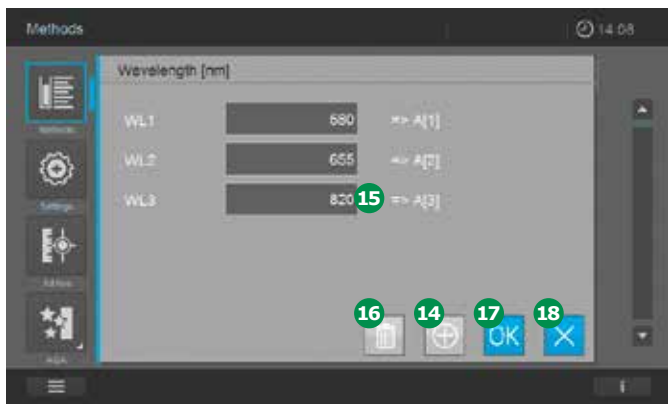 Methods
14:08
Wavelength [nm]
WL1 680 => A[1]
WL2 655 => A[2]
WL3 820 15 => A[3]
Methods
Settings
AQA
16 14 17 18
OK
i